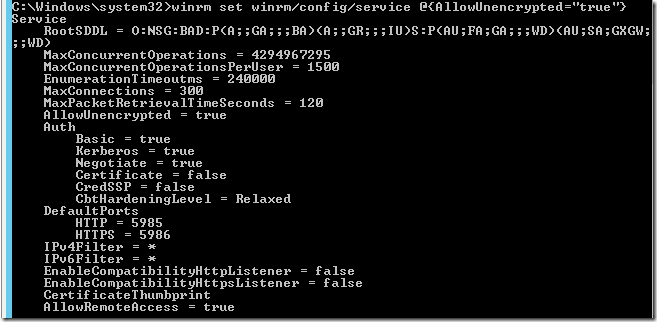 C:\Windows\system32>winrm set winrm/config/service @{AllowUnencrypted="true"}
Service
    RootSDDL = O:NSG:BAD:P(A;;GA;;;BA)(A;;GR;;;IU)S:P(AU;FA;GA;;;WD)(AU;SA;GXGW;
;;WD)
    MaxConcurrentOperations = 4294967295
    MaxConcurrentOperationsPerUser = 1500
    EnumerationTimeoutms = 240000
    MaxConnections = 300
    MaxPacketRetrievalTimeSeconds = 120
    AllowUnencrypted = true
    Auth
        Basic = true
        Kerberos = true
        Negotiate = true
        Certificate = false
        CredSSP = false
        CbtHardeningLevel = Relaxed
    DefaultPorts
        HTTP = 5985
        HTTPS = 5986
    IPv4Filter = *
    IPv6Filter = *
    EnableCompatibilityHttpListener = false
    EnableCompatibilityHttpsListener = false
    CertificateThumbprint
    AllowRemoteAccess = true